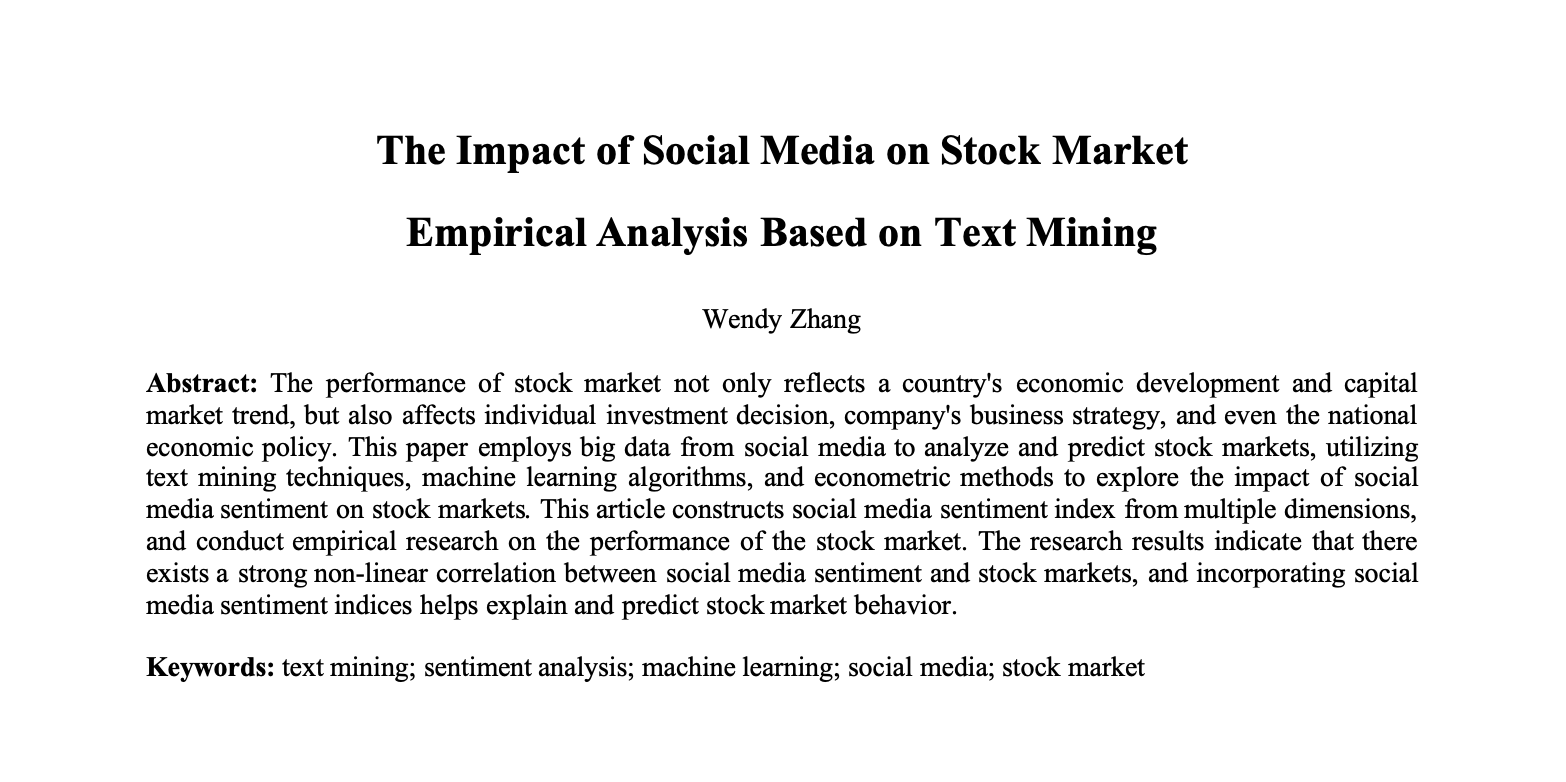 The Impact of Social Media on Stock Market
Empirical Analysis Based on Text Mining
Wendy Zhang
Abstract: The performance of stock market not only reflects a country's economic development and capital
market trend, but also affects individual investment decision, company's business strategy, and even the national
economic policy. This paper employs big data from social media to analyze and predict stock markets, utilizing
text mining techniques, machine learning algorithms, and econometric methods to explore the impact of social
media sentiment on stock markets. This article constructs social media sentiment index from multiple dimensions,
and conduct empirical research on the performance of the stock market. The research results indicate that there
exists a strong non-linear correlation between social media sentiment and stock markets, and incorporating social
media sentiment indices helps explain and predict stock market behavior.
Keywords: text mining; sentiment analysis; machine learning; social media; stock market